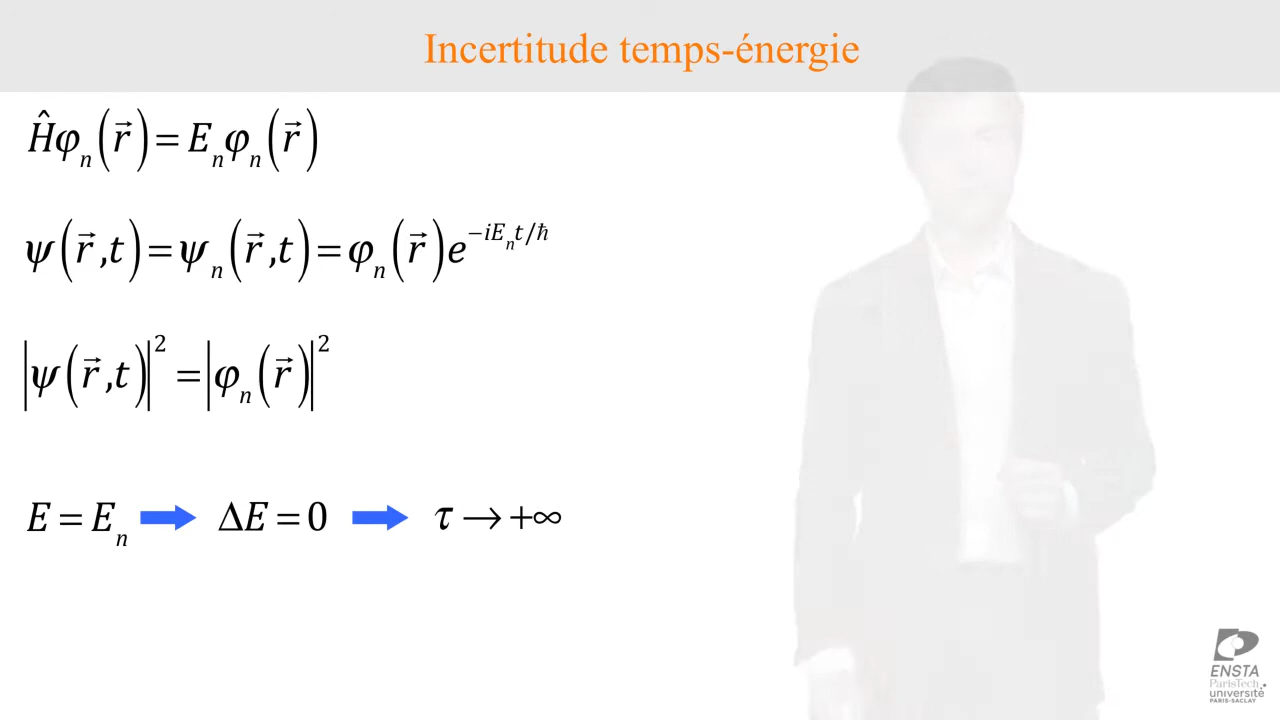 Incertitude temps-énergie
Ĥφₙ(r⃗) = Eₙφₙ(r⃗)
ψ(r⃗,t) = ψₙ(r⃗,t) = φₙ(r⃗)e^{−iEₙt/ħ}
|ψ(r⃗,t)|² = |φₙ(r⃗)|²
E = Eₙ ➡ ΔE = 0 ➡ τ → +∞
ENSTA
ParisTech
université
PARIS-SACLAY